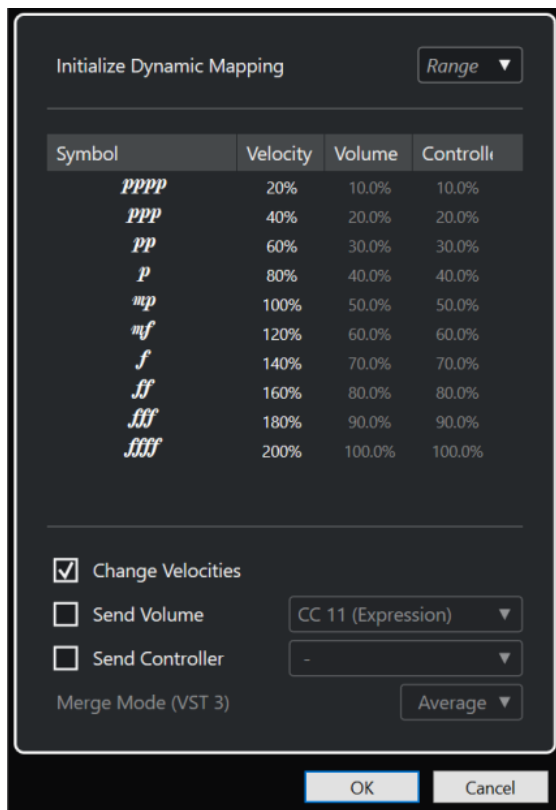 Initialize Dynamic Mapping Range
Symbol Velocity Volume Controlle
pppp 20% 10.0% 10.0%
ppp 40% 20.0% 20.0%
pp 60% 30.0% 30.0%
p 80% 40.0% 40.0%
mp 100% 50.0% 50.0%
mf 120% 60.0% 60.0%
f 140% 70.0% 70.0%
ff 160% 80.0% 80.0%
fff 180% 90.0% 90.0%
ffff 200% 100.0% 100.0%
Change Velocities
Send Volume CC 11 (Expression)
Send Controller -
Merge Mode (VST 3) Average
OK Cancel